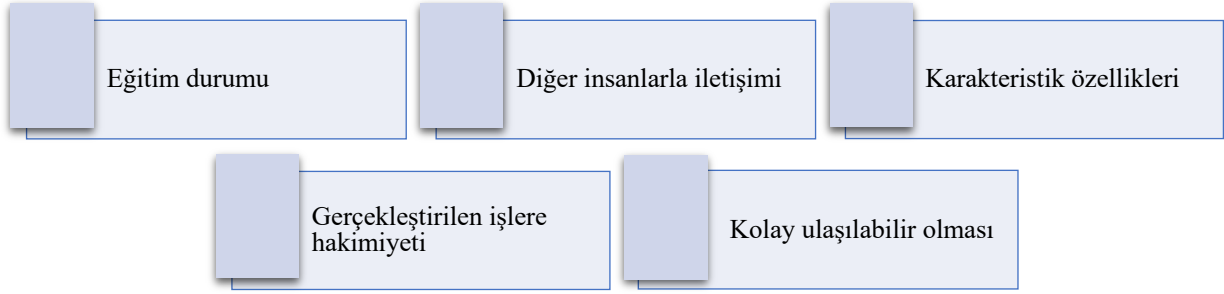 Eğitim durumu
Diğer insanlarla iletişimi
Karakteristik özellikleri
Gerçekleştirilen işlere
hakimiyeti
Kolay ulaşılabilir olması